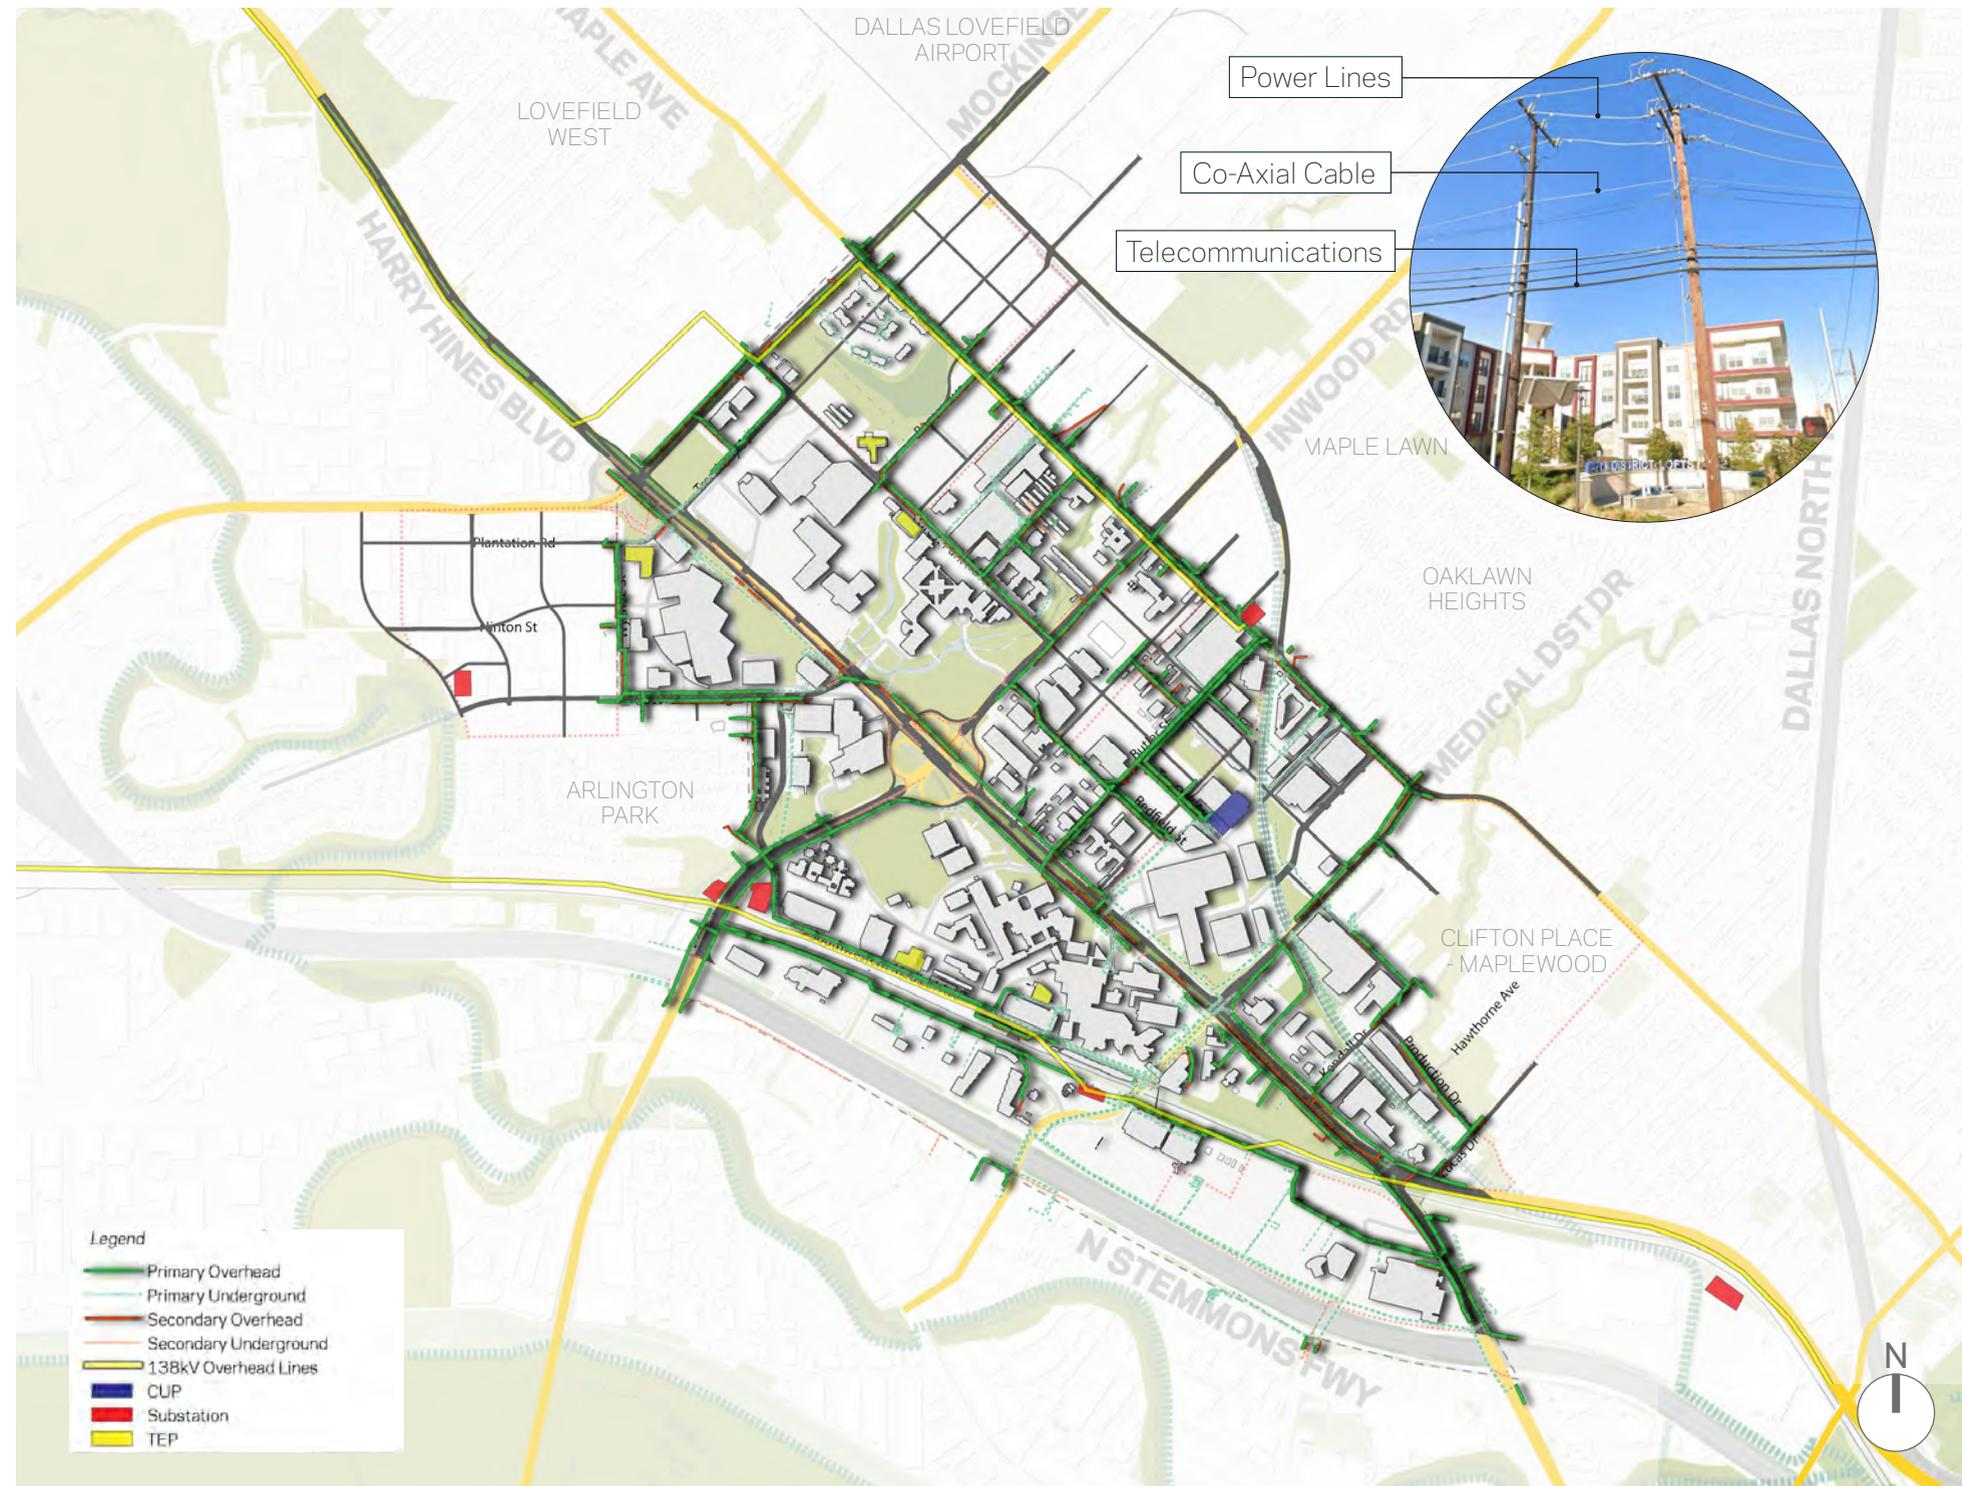 DALLAS LOVEFIELD
AIRPORT
MAPLE AVE
MOCKINGB
LOVEFIELD
WEST
Power Lines
Co-Axial Cable
Telecommunications
HARRY HINES BLVD
INWOOD RD
MAPLE LAWN
DISTRICT LOFTS
DALLAS NORTH
Plantation Rd
Hinton St
OAKLAWN
HEIGHTS
MEDICAL DST DR
Butler St
Redfield St
ARLINGTON
PARK
CLIFTON PLACE
- MAPLEWOOD
Hawthorne Ave
Kendall Dr
Production Dr
Lucas Dr
N STEMMONS FWY
Legend
Primary Overhead
Primary Underground
Secondary Overhead
Secondary Underground
138kV Overhead Lines
CUP
Substation
TEP
N